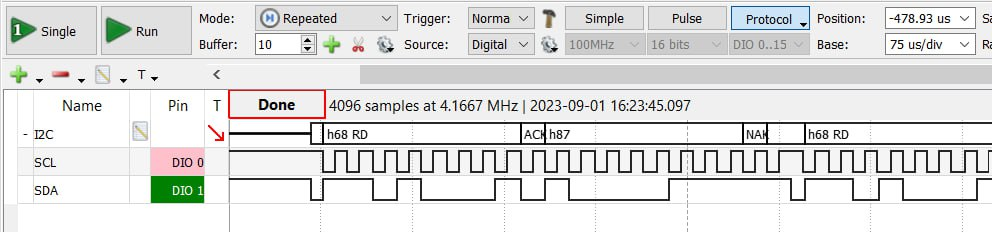 Single
Run
Mode: Repeated Trigger: Norma Simple Pulse Protocol Position: -478.93 us Sa
Buffer: 10 Source: Digital 100MHz 16 bits DIO 0..15 Base: 75 us/div Ra
T
Name Pin T Done 4096 samples at 4.1667 MHz | 2023-09-01 16:23:45.097
- I2C h68 RD ACK h87 NAK h68 RD
SCL DIO 0
SDA DIO 1